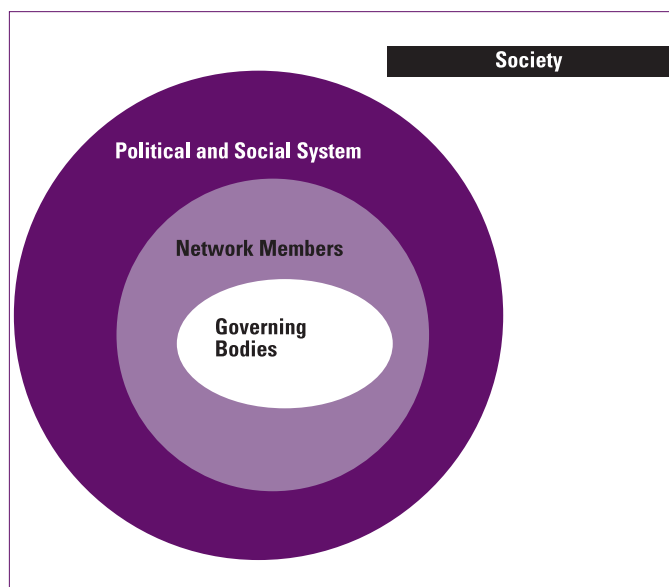 Society
Political and Social System
Network Members
Governing
Bodies